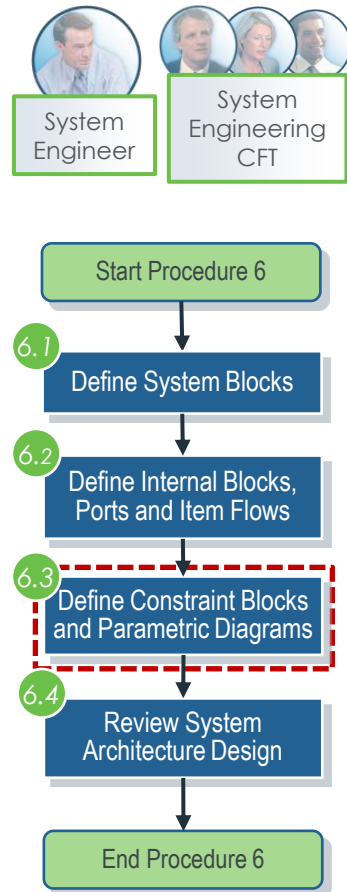 System
Engineer
System
Engineering
CFT
Start Procedure 6
6.1
Define System Blocks
6.2
Define Internal Blocks,
Ports and Item Flows
6.3
Define Constraint Blocks
and Parametric Diagrams
6.4
Review System
Architecture Design
End Procedure 6